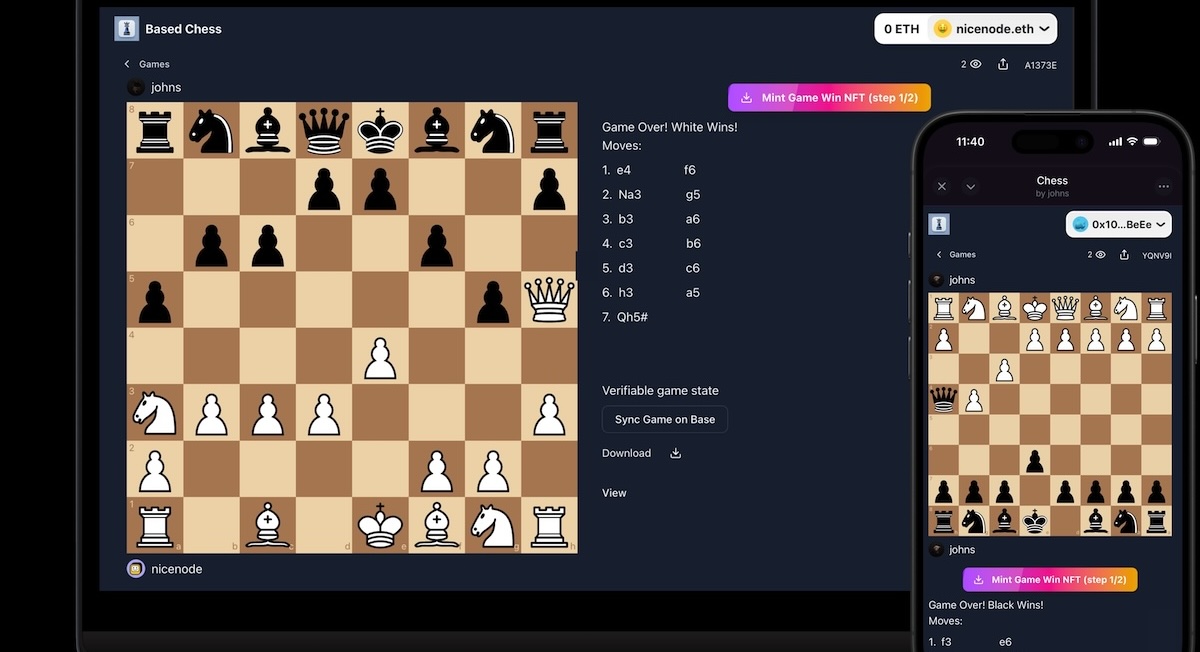 Based Chess
0 ETH nicenode.eth
Games
2 A1373E
johns
Mint Game Win NFT (step 1/2)
Game Over! White Wins!
Moves:
1. e4 f6
2. Na3 g5
3. b3 a6
4. c3 b6
5. d3 c6
6. h3 a5
7. Qh5#
Verifiable game state
Sync Game on Base
Download
View
8
7
6
5
4
3
2
1
a b c d e f g h
nicenode
11:40
Chess
by johns
0x10...BeEe
Games
2 YQNV9I
johns
johns
Mint Game Win NFT (step 1/2)
Game Over! Black Wins!
Moves:
1. f3 e6